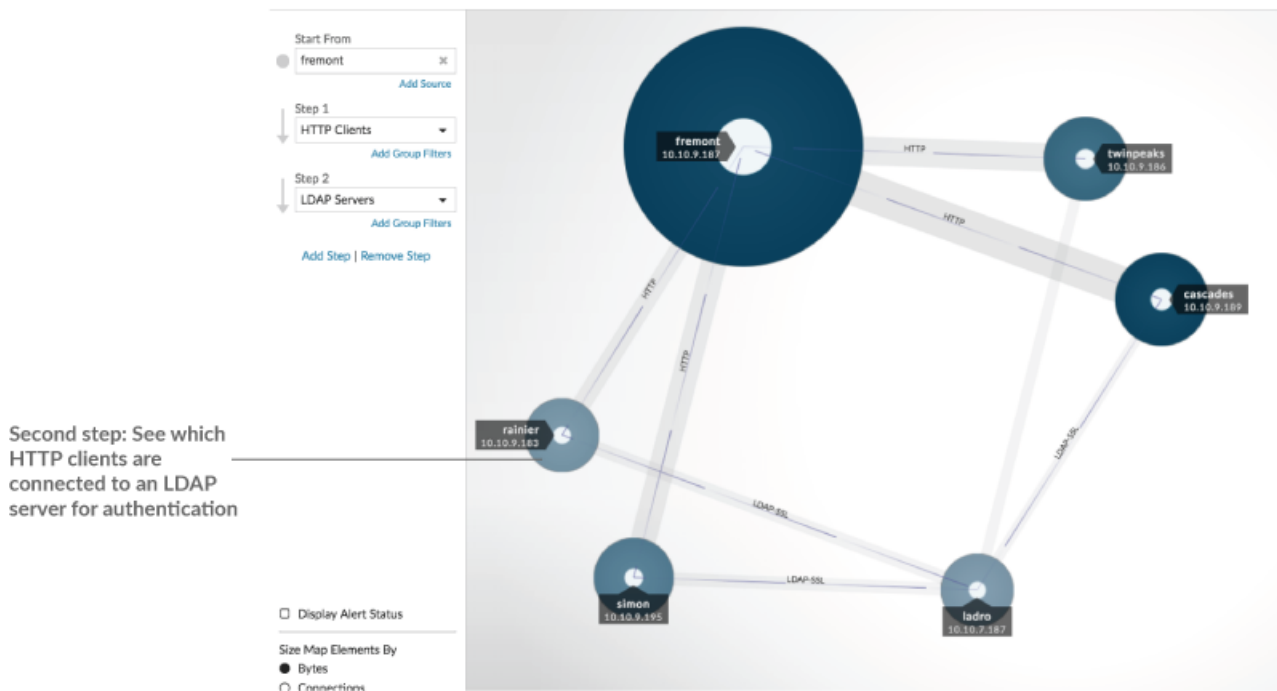 Start From
fremont
Add Source
Step 1
HTTP Clients
Add Group Filters
Step 2
LDAP Servers
Add Group Filters
Add Step | Remove Step
Second step: See which
HTTP clients are
connected to an LDAP
server for authentication
Display Alert Status
Size Map Elements By
Bytes
Connections
fremont
10.10.9.187
HTTP
twinpeaks
10.10.9.186
HTTP
cascades
10.10.9.189
HTTP
HTTP
rainier
10.10.9.183
LDAP-SSL
LDAP-SSL
LDAP-SSL
simon
10.10.9.195
ladro
10.10.7.187